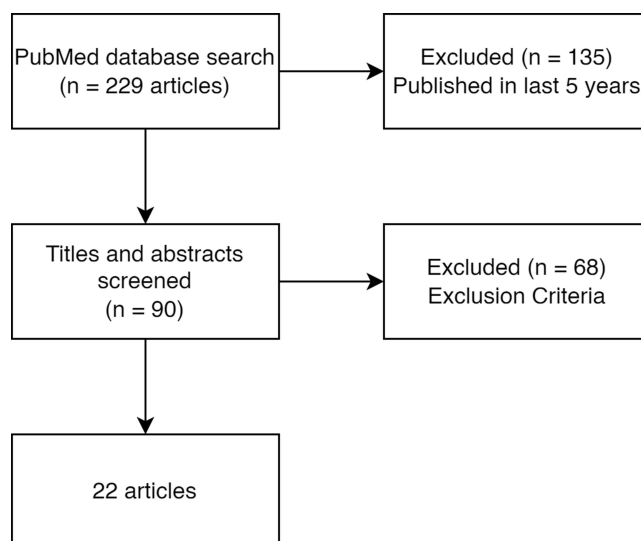 PubMed database search
(n = 229 articles)
Excluded (n = 135)
Published in last 5 years
Titles and abstracts
screened
(n = 90)
Excluded (n = 68)
Exclusion Criteria
22 articles